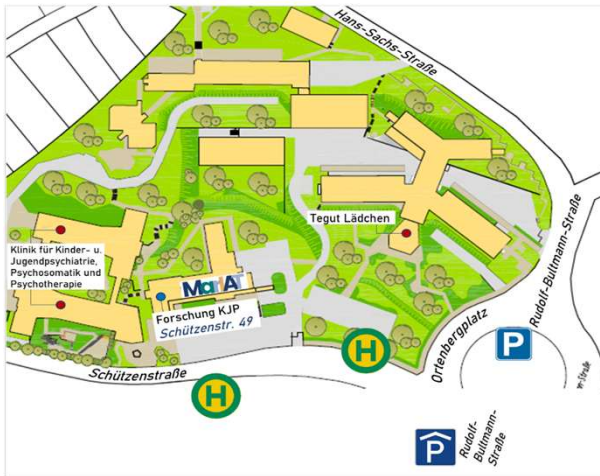 Hans-Sachs-Straße
Tegut Lädchen
Klinik für Kinder- u.
Jugendpsychiatrie,
Psychosomatik und
Psychotherapie
MarIAT
Forschung KJP
Schützenstr. 49
Schützenstraße
H
H
Ortenbergplatz
Rudolf-Bultmann-Straße
P
P
Rudolf-
Bultmann-
Straße